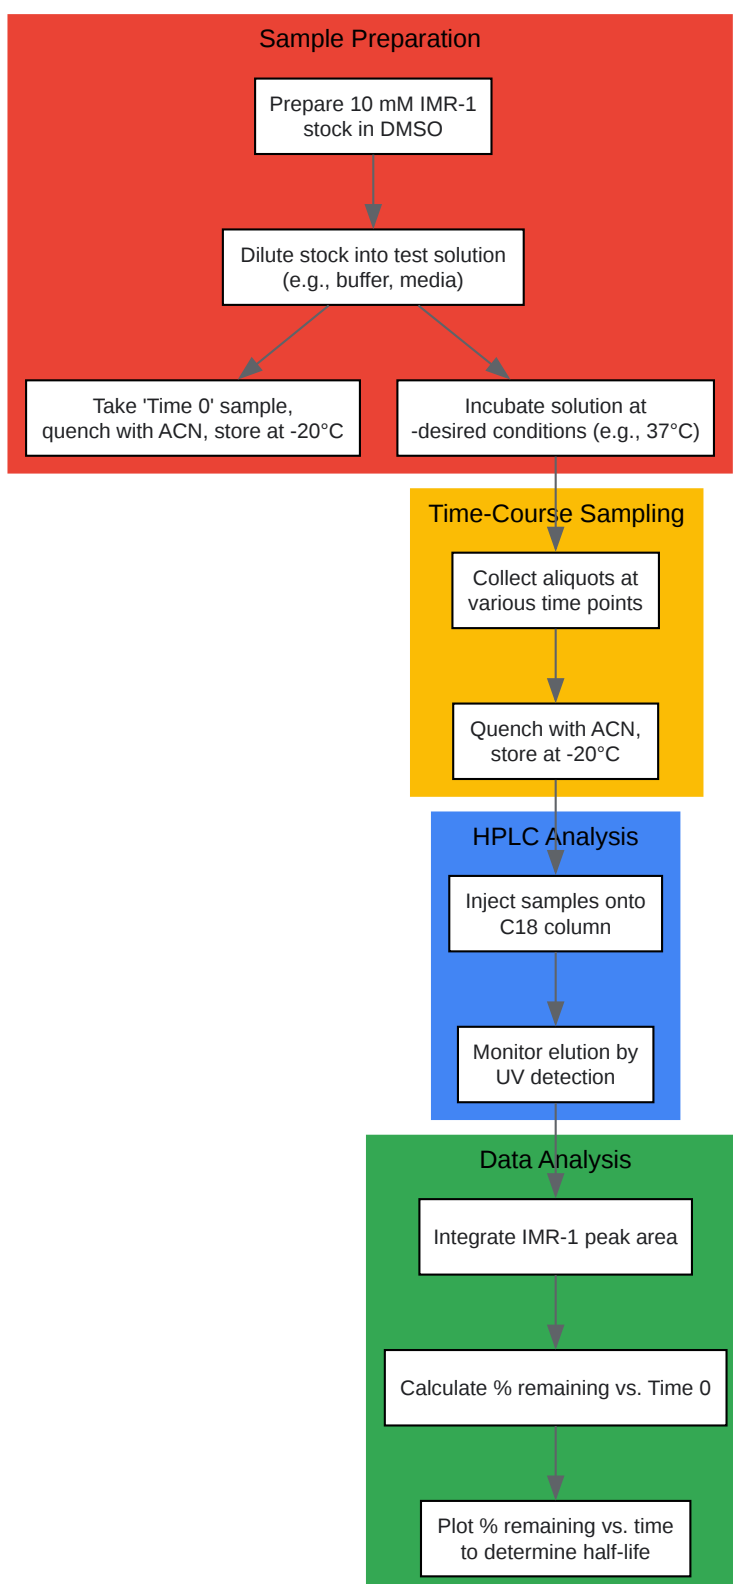 Sample Preparation
Prepare 10 mM IMR-1
stock in DMSO
Dilute stock into test solution
(e.g., buffer, media)
Take 'Time 0' sample,
quench with ACN, store at -20°C
Incubate solution at
-desired conditions (e.g., 37°C)
Time-Course Sampling
Collect aliquots at
various time points
Quench with ACN,
store at -20°C
HPLC Analysis
Inject samples onto
C18 column
Monitor elution by
UV detection
Data Analysis
Integrate IMR-1 peak area
Calculate % remaining vs. Time 0
Plot % remaining vs. time
to determine half-life